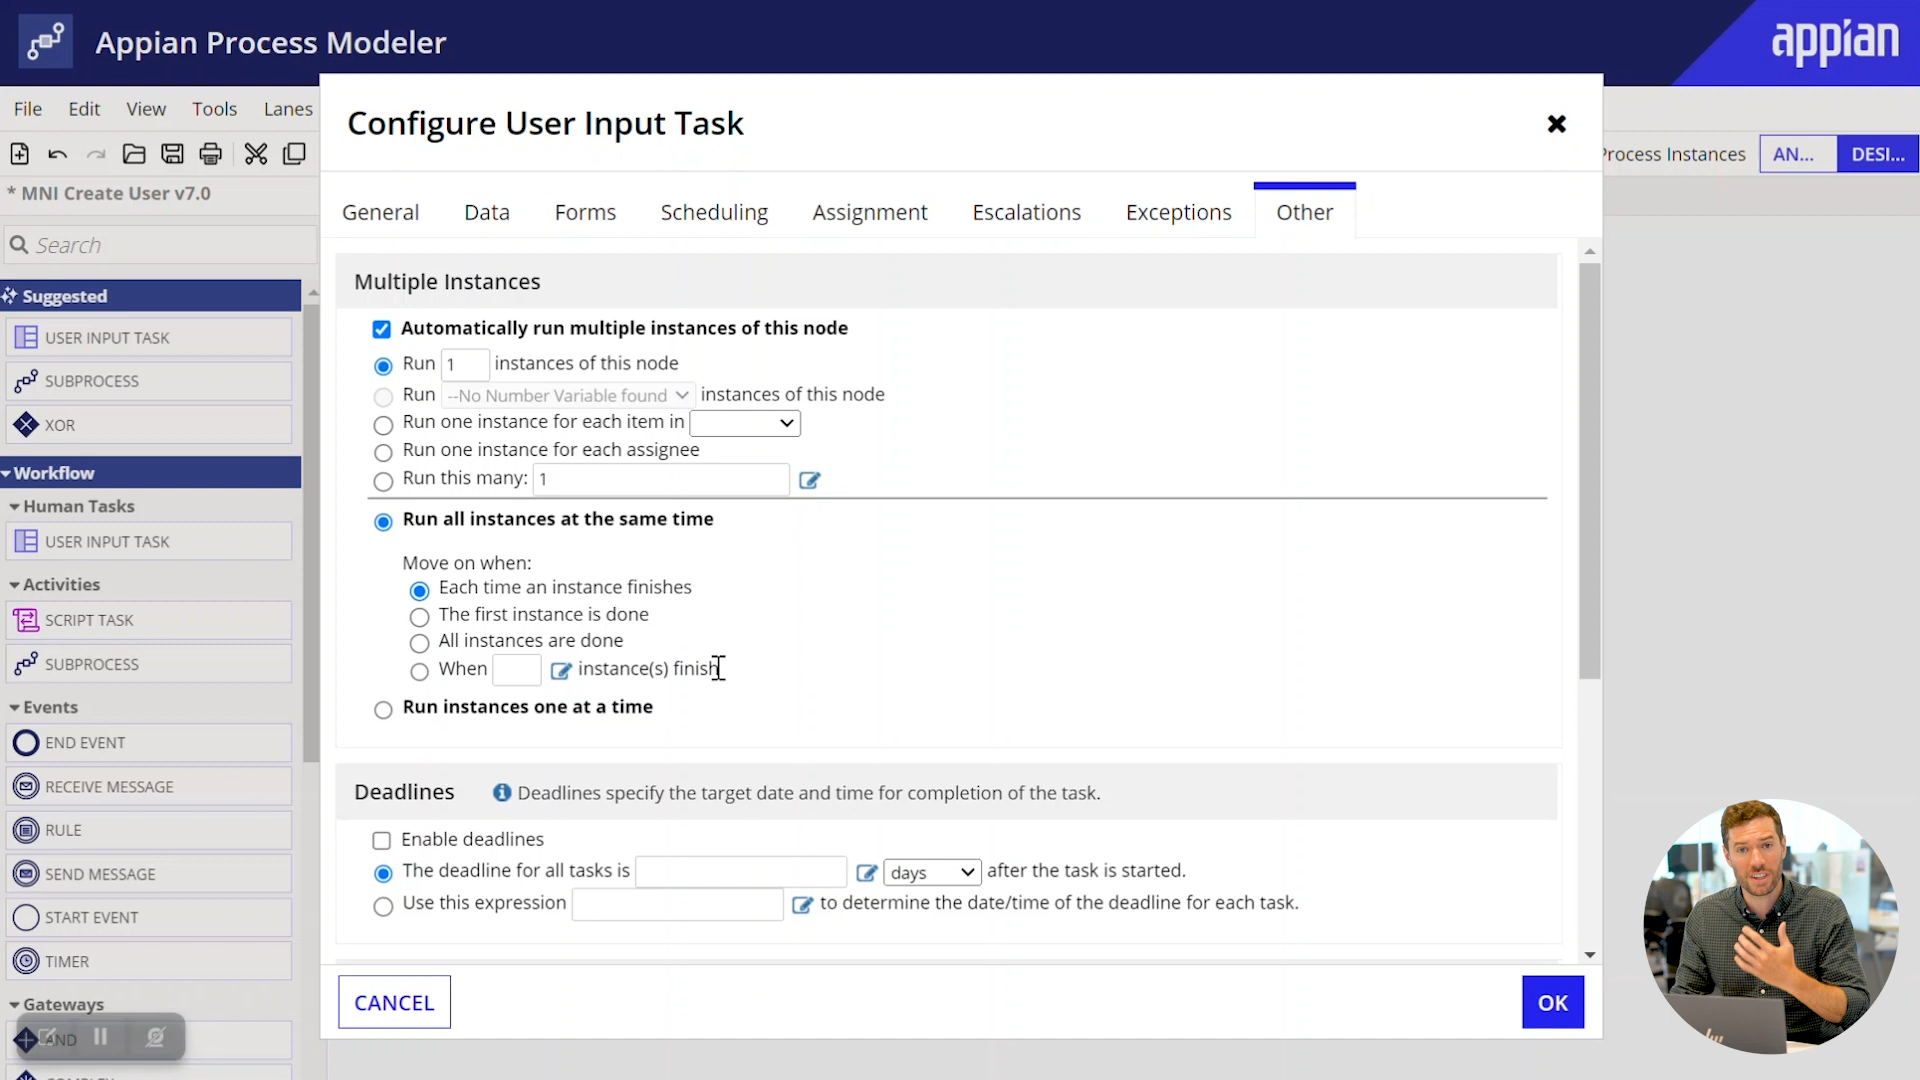 Appian Process Modeler
appian
File Edit View Tools Lanes
* MNI Create User v7.0
Search
Suggested
USER INPUT TASK
SUBPROCESS
XOR
Workflow
Human Tasks
USER INPUT TASK
Activities
SCRIPT TASK
SUBPROCESS
Events
END EVENT
RECEIVE MESSAGE
RULE
SEND MESSAGE
START EVENT
TIMER
Gateways
AND
Configure User Input Task
General Data Forms Scheduling Assignment Escalations Exceptions Other
Multiple Instances
Automatically run multiple instances of this node
Run 1 instances of this node
Run --No Number Variable found instances of this node
Run one instance for each item in
Run one instance for each assignee
Run this many: 1
Run all instances at the same time
Move on when:
Each time an instance finishes
The first instance is done
All instances are done
When instance(s) finish
Run instances one at a time
Deadlines Deadlines specify the target date and time for completion of the task.
Enable deadlines
The deadline for all tasks is days after the task is started.
Use this expression to determine the date/time of the deadline for each task.
CANCEL OK
Process Instances AN... DESI...
hp